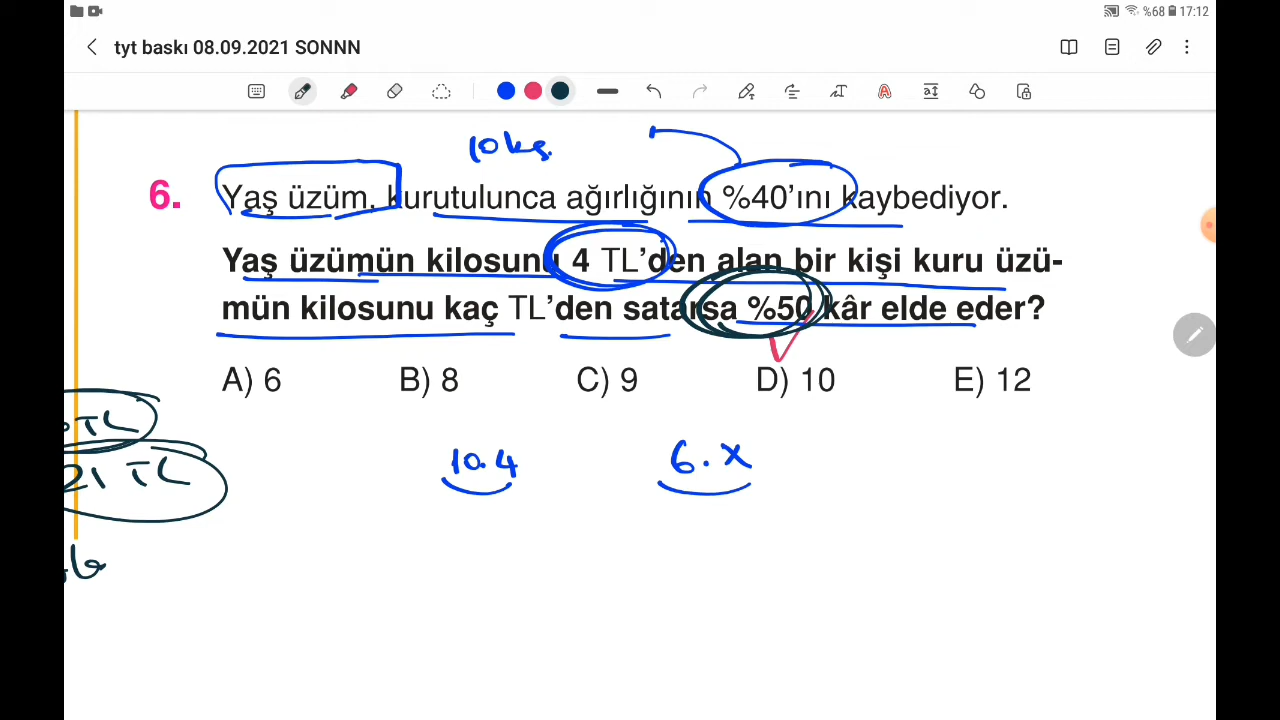 %68 17:12
tyt baskı 08.09.2021 SONNN
10 kg.
6. Yaş üzüm, kurutulunca ağırlığının %40'ını kaybediyor.
Yaş üzümün kilosunu 4 TL'den alan bir kişi kuru üzü-
mün kilosunu kaç TL'den satarsa %50 kâr elde eder?
A) 6 B) 8 C) 9 D) 10 E) 12
TL
10.4 6.x
21 TL